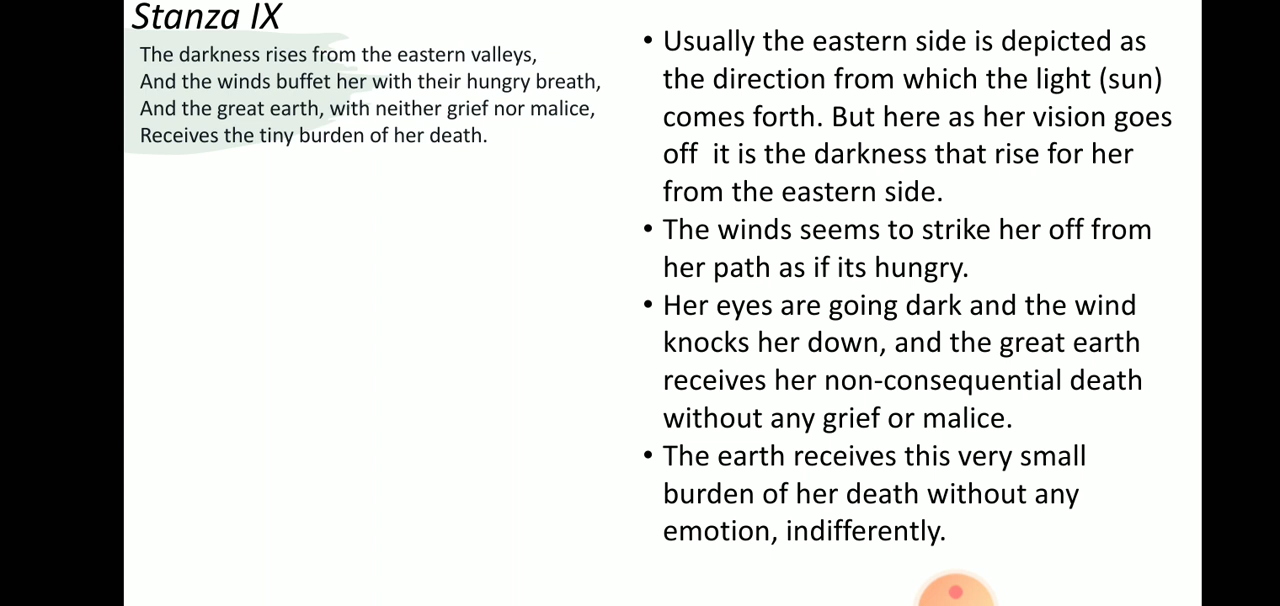 Stanza IX
The darkness rises from the eastern valleys,
And the winds buffet her with their hungry breath,
And the great earth, with neither grief nor malice,
Receives the tiny burden of her death.
• Usually the eastern side is depicted as
the direction from which the light (sun)
comes forth. But here as her vision goes
off it is the darkness that rise for her
from the eastern side.
• The winds seems to strike her off from
her path as if its hungry.
• Her eyes are going dark and the wind
knocks her down, and the great earth
receives her non-consequential death
without any grief or malice.
• The earth receives this very small
burden of her death without any
emotion, indifferently.